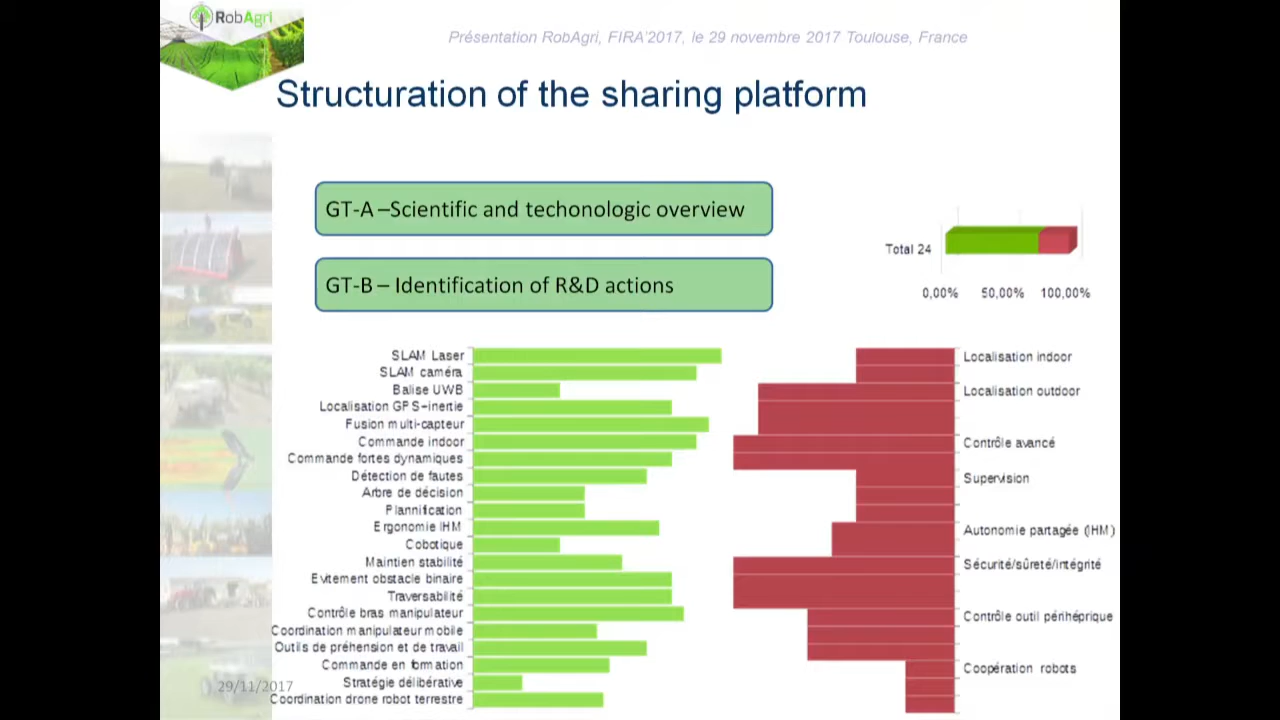 RobAgri
Présentation RobAgri, FIRA'2017, le 29 novembre 2017 Toulouse, France
Structuration of the sharing platform
GT-A –Scientific and techonologic overview
GT-B – Identification of R&D actions
Total 24
0,00% 50,00% 100,00%
SLAM Laser
SLAM caméra
Balise UWB
Localisation GPS-inertie
Fusion multi-capteur
Commande indoor
Commande fortes dynamiques
Détection de fautes
Arbre de décision
Plannification
Ergonomie IHM
Cobotique
Maintien stabilité
Evitement obstacle binaire
Traversabilité
Contrôle bras manipulateur
Coordination manipulateur mobile
Outils de préhension et de travail
Commande en formation
Stratégie délibérative
Coordination drone robot terrestre
Localisation indoor
Localisation outdoor
Contrôle avancé
Supervision
Autonomie partagée (IHM)
Sécurité/sûreté/intégrité
Contrôle outil périhéprique
Coopération robots
29/11/2017